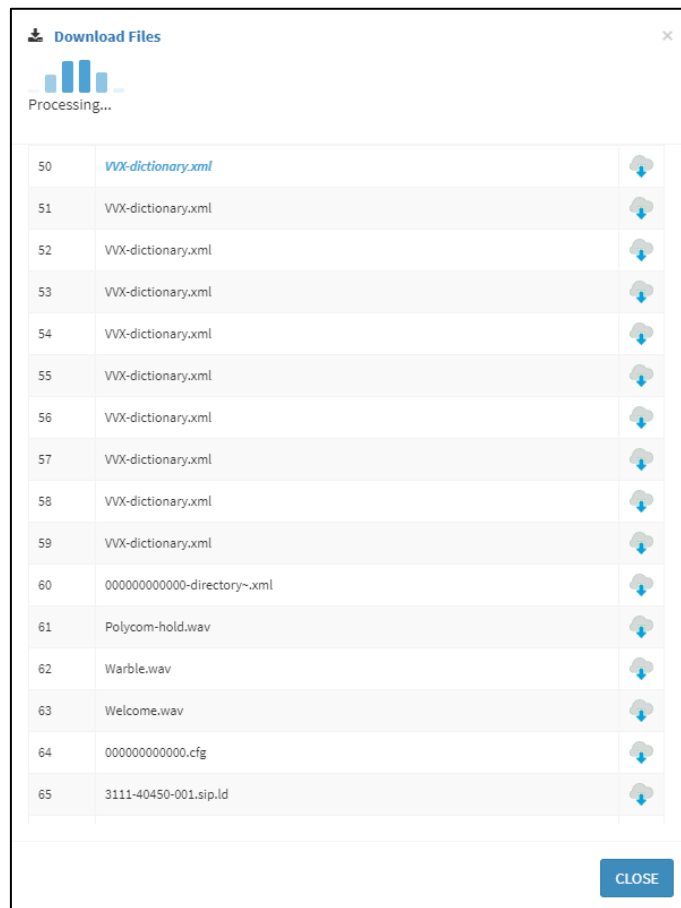 Download Files
×
Processing...
50 VVX-dictionary.xml
51 VVX-dictionary.xml
52 VVX-dictionary.xml
53 VVX-dictionary.xml
54 VVX-dictionary.xml
55 VVX-dictionary.xml
56 VVX-dictionary.xml
57 VVX-dictionary.xml
58 VVX-dictionary.xml
59 VVX-dictionary.xml
60 000000000000-directory~.xml
61 Polycom-hold.wav
62 Warble.wav
63 Welcome.wav
64 000000000000.cfg
65 3111-40450-001.sip.ld
CLOSE